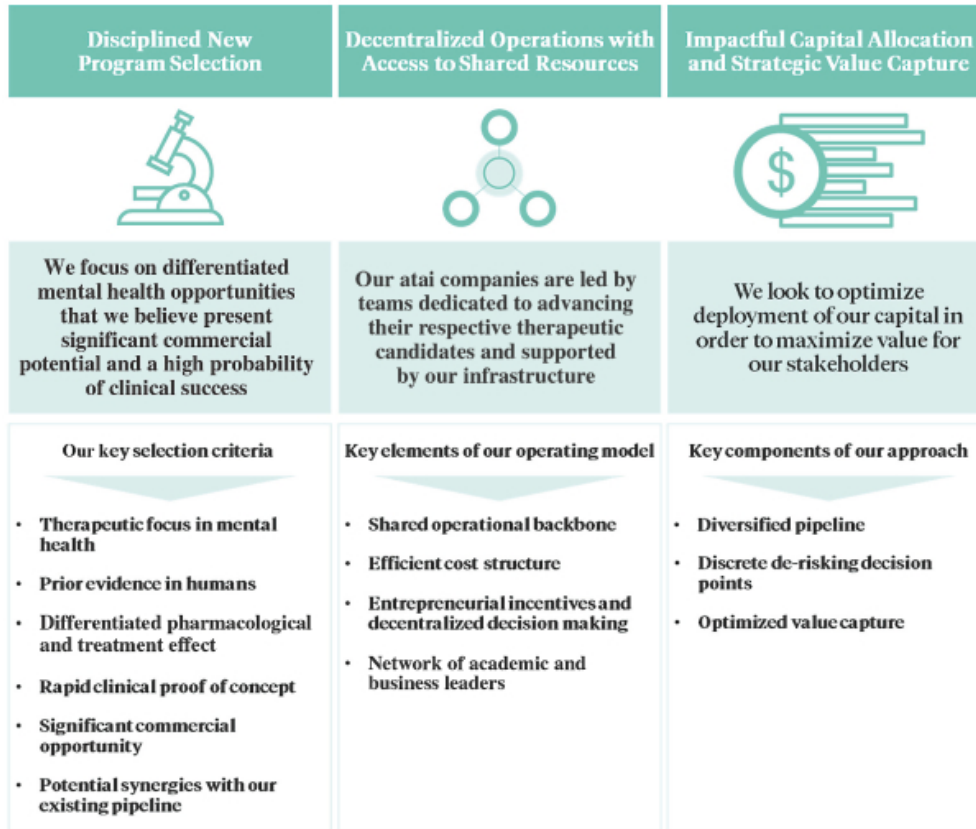 Disciplined New
Program Selection
Decentralized Operations with
Access to Shared Resources
Impactful Capital Allocation
and Strategic Value Capture
$
We focus on differentiated
mental health opportunities
that we believe present
significant commercial
potential and a high probability
of clinical success
Our atai companies are led by
teams dedicated to advancing
their respective therapeutic
candidates and supported
by our infrastructure
We look to optimize
deployment of our capital in
order to maximize value for
our stakeholders
Our key selection criteria
• Therapeutic focus in mental
health
• Prior evidence in humans
• Differentiated pharmacological
and treatment effect
• Rapid clinical proof of concept
• Significant commercial
opportunity
• Potential synergies with our
existing pipeline
Key elements of our operating model
• Shared operational backbone
• Efficient cost structure
• Entrepreneurial incentives and
decentralized decision making
• Network of academic and
business leaders
Key components of our approach
• Diversified pipeline
• Discrete de-risking decision
points
• Optimized value capture